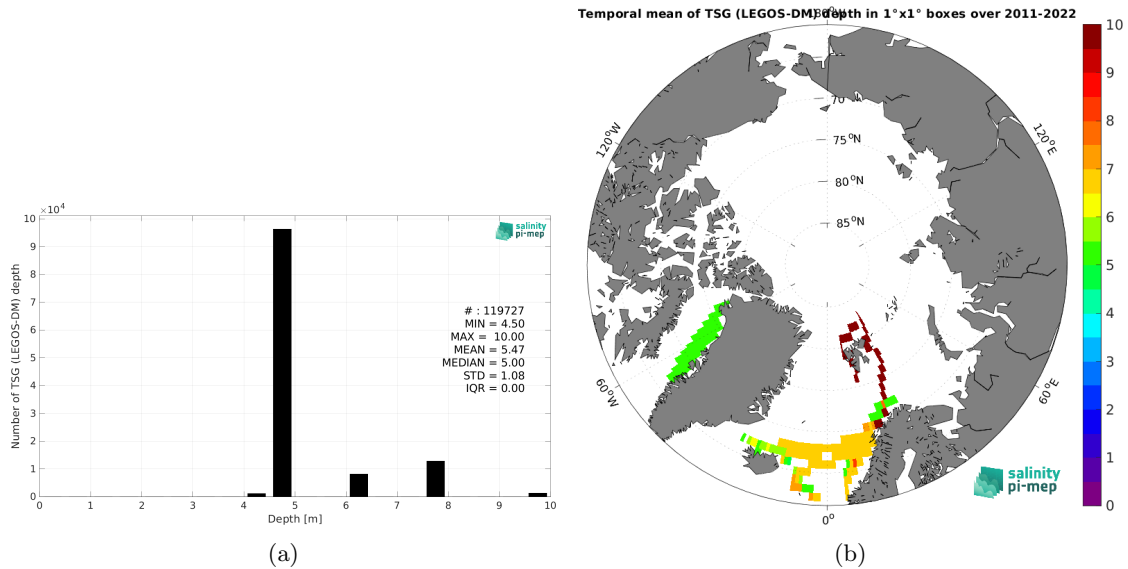 ×10⁴
10
9
8
7
6
5
4
3
2
1
0
Number of TSG (LEGOS-DM) depth
salinity
pi-mep
# : 119727
MIN = 4.50
MAX = 10.00
MEAN = 5.47
MEDIAN = 5.00
STD = 1.08
IQR = 0.00
0 1 2 3 4 5 6 7 8 9 10
Depth [m]
(a)
Temporal mean of TSG (LEGOS-DM) depth in 1°x1° boxes over 2011-2022
120°W
120°E
75°N
80°N
85°N
60°W
60°E
0°
salinity
pi-mep
10
9
8
7
6
5
4
3
2
1
0
(b)